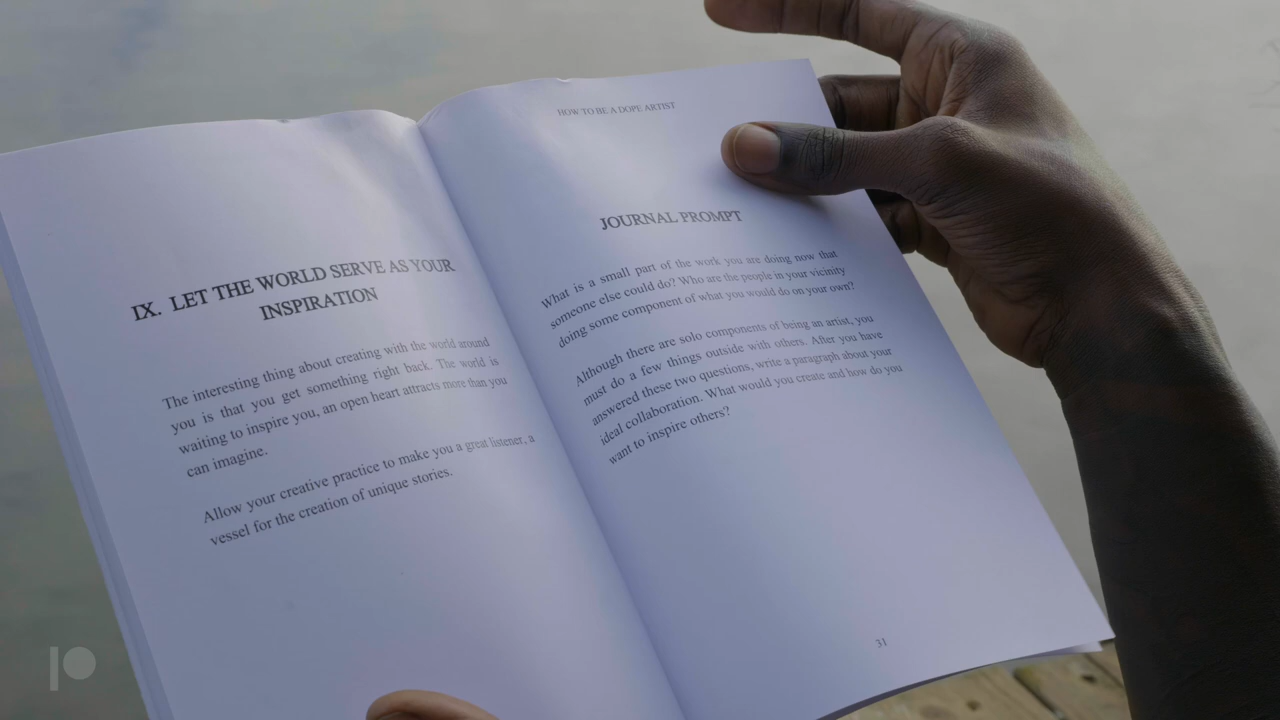 IX. LET THE WORLD SERVE AS YOUR
INSPIRATION
The interesting thing about creating with the world around
you is that you get something right back. The world is
waiting to inspire you, an open heart attracts more than you
can imagine.
Allow your creative practice to make you a great listener, a
vessel for the creation of unique stories.
HOW TO BE A DOPE ARTIST
JOURNAL PROMPT
What is a small part of the work you are doing now that
someone else could do? Who are the people in your vicinity
doing some component of what you would do on your own?
Although there are solo components of being an artist, you
must do a few things outside with others. After you have
answered these two questions, write a paragraph about your
ideal collaboration. What would you create and how do you
want to inspire others?
31